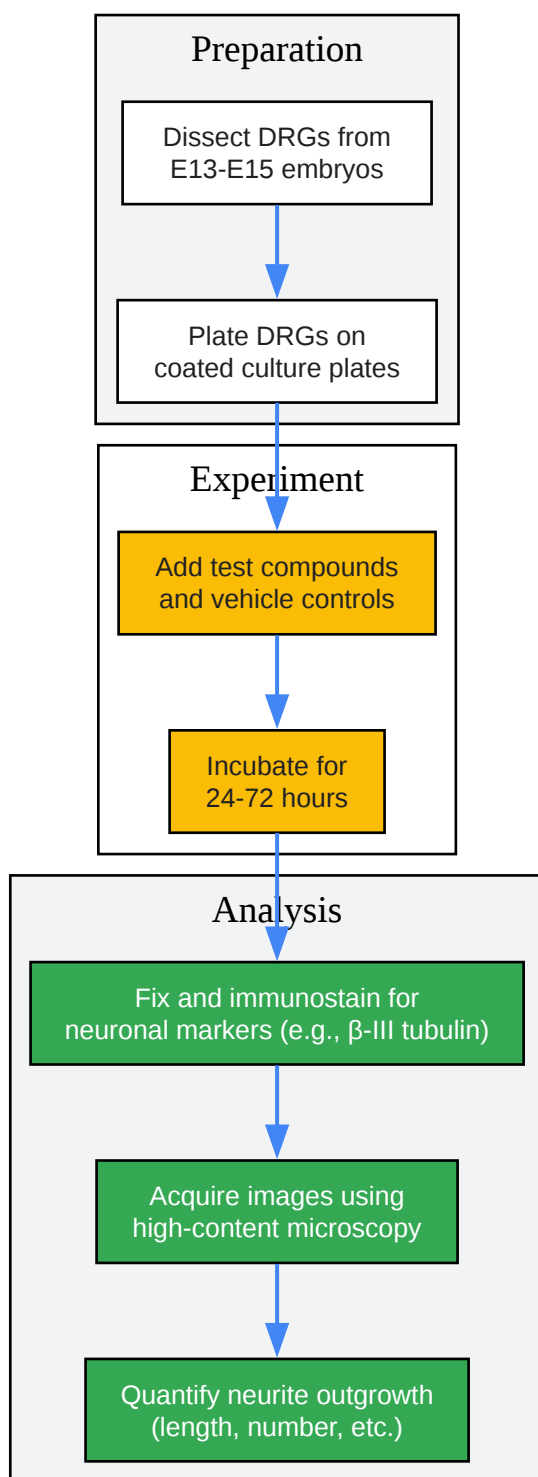 Preparation
Dissect DRGs from
E13-E15 embryos
Plate DRGs on
coated culture plates
Experiment
Add test compounds
and vehicle controls
Incubate for
24-72 hours
Analysis
Fix and immunostain for
neuronal markers (e.g., β-III tubulin)
Acquire images using
high-content microscopy
Quantify neurite outgrowth
(length, number, etc.)